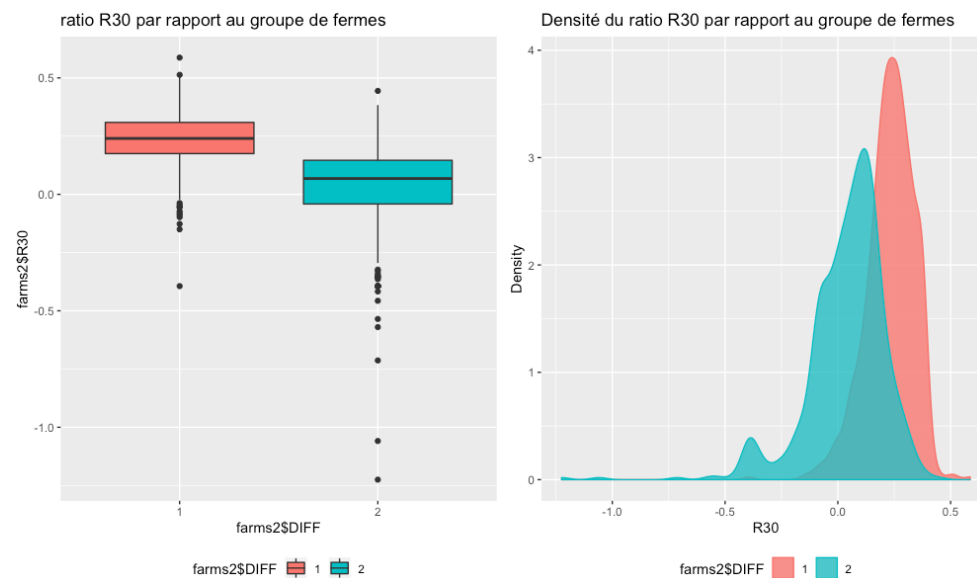 ratio R30 par rapport au groupe de fermes
farms2$R30
0.5
0.0
-0.5
-1.0
1
2
farms2$DIFF
farms2$DIFF
1
2
Densité du ratio R30 par rapport au groupe de fermes
Density
4
3
2
1
0
-1.0
-0.5
0.0
0.5
R30
farms2$DIFF
1
2